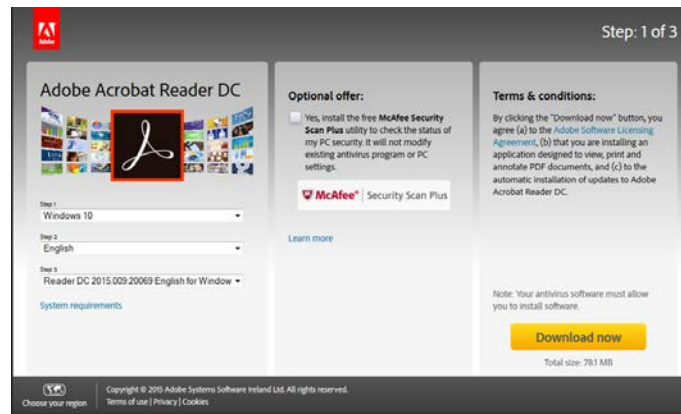 Adobe
Step: 1 of 3
Adobe Acrobat Reader DC
Step 1
Windows 10
Step 2
English
Step 3
Reader DC 2015.009.20069 English for Window
System requirements
Optional offer:
Yes, install the free McAfee Security
Scan Plus utility to check the status of
my PC security. It will not modify
existing antivirus program or PC
settings.
McAfee® Security Scan Plus
Learn more
Terms & conditions:
By clicking the "Download now" button, you
agree (a) to the Adobe Software Licensing
Agreement, (b) that you are installing an
application designed to view, print and
annotate PDF documents, and (c) to the
automatic installation of updates to Adobe
Acrobat Reader DC.
Note: Your antivirus software must allow
you to install software.
Download now
Total size: 78.1 MB
Choose your region
Copyright © 2015 Adobe Systems Software Ireland Ltd. All rights reserved.
Terms of use | Privacy | Cookies